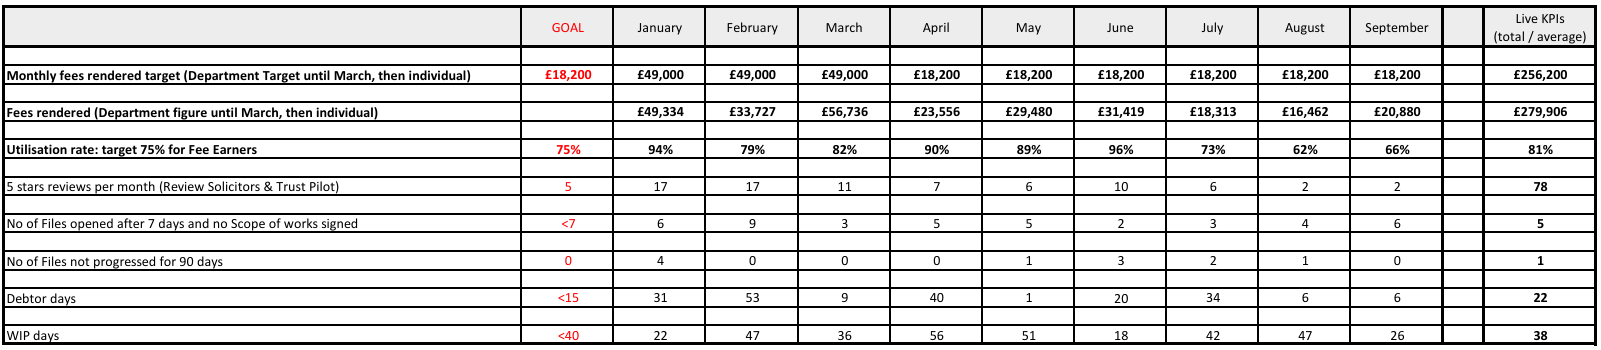 GOAL January February March April May June July August September Live KPIs
(total / average)
Monthly fees rendered target (Department Target until March, then individual) £18,200 £49,000 £49,000 £49,000 £18,200 £18,200 £18,200 £18,200 £18,200 £18,200 £256,200
Fees rendered (Department figure until March, then individual) £49,334 £33,727 £56,736 £23,556 £29,480 £31,419 £18,313 £16,462 £20,880 £279,906
Utilisation rate: target 75% for Fee Earners 75% 94% 79% 82% 90% 89% 96% 73% 62% 66% 81%
5 stars reviews per month (Review Solicitors & Trust Pilot) 5 17 17 11 7 6 10 6 2 2 78
No of Files opened after 7 days and no Scope of works signed <7 6 9 3 5 5 2 3 4 6 5
No of Files not progressed for 90 days 0 4 0 0 0 1 3 2 1 0 1
Debtor days <15 31 53 9 40 1 20 34 6 6 22
WIP days <40 22 47 36 56 51 18 42 47 26 38